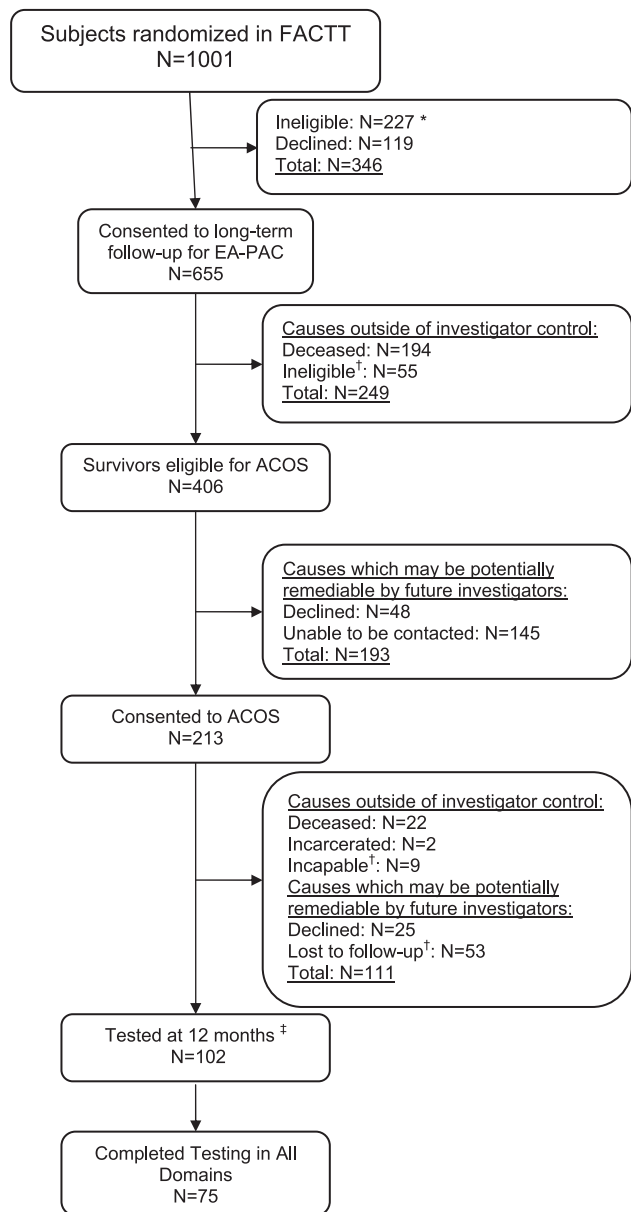 Subjects randomized in FACTT
N=1001
Ineligible: N=227 *
Declined: N=119
Total: N=346
Consented to long-term
follow-up for EA-PAC
N=655
Causes outside of investigator control:
Deceased: N=194
Ineligible†: N=55
Total: N=249
Survivors eligible for ACOS
N=406
Causes which may be potentially
remediable by future investigators:
Declined: N=48
Unable to be contacted: N=145
Total: N=193
Consented to ACOS
N=213
Causes outside of investigator control:
Deceased: N=22
Incarcerated: N=2
Incapable†: N=9
Causes which may be potentially
remediable by future investigators:
Declined: N=25
Lost to follow-up†: N=53
Total: N=111
Tested at 12 months ‡
N=102
Completed Testing in All
Domains
N=75